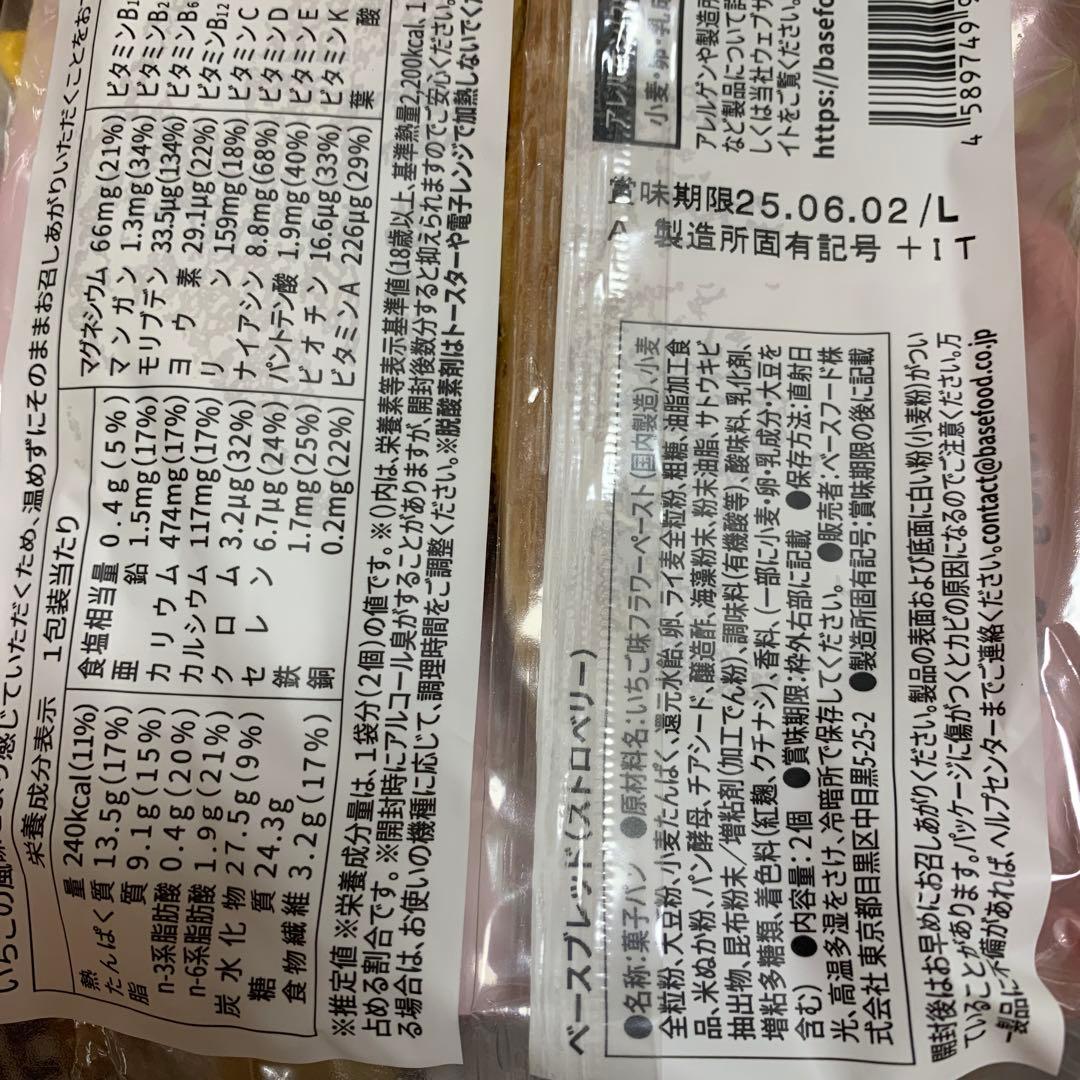 いちこの風味をより感じていただくため、温めずにそのままお召しあがりいただくことをお
栄養成分表示 1包装当たり
熱量 240kcal(11%)
たんぱく質 13.5g(17%)
脂質 9.1g(15%)
n-3系脂肪酸 0.4g(20%)
n-6系脂肪酸 1.9g(21%)
炭水化物 27.5g(9%)
糖質 24.3g
食物繊維 3.2g(17%)
食塩相当量 0.4g(5%)
亜鉛 1.5mg(17%)
カリウム 474mg(17%)
カルシウム 117mg(17%)
クロム 3.2μg(32%)
セレン 6.7μg(24%)
鉄 1.7mg(25%)
銅 0.2mg(22%)
マグネシウム 66mg(21%)
マンガン 1.3mg(34%)
モリブデン 33.5μg(134%)
ヨウ素 29.1μg(22%)
リン 159mg(18%)
ナイアシン 8.8mg(68%)
パントテン酸 1.9mg(40%)
ビオチン 16.6μg(33%)
ビタミンA 226μg(29%)
ビタミンB1
ビタミンB2
ビタミンB6
ビタミンB12
ビタミンC
ビタミンD
ビタミンE
ビタミンK
葉酸
※推定値 ※栄養成分量は、1袋分(2個)の値です。※()内は、栄養素等表示基準値(18歳以上、基準熱量2,200kcal、1
占める割合です。※開封時にアルコール臭がすることがありますが、開封後数分すると抑えられますのでご安心ください。
る場合は、お使いの機種に応じて、調理時間をご調整ください。※脱酸素剤はトースターや電子レンジで加熱しないでく
アレル
小麦・卵・乳成
アレルゲンや製造所
など製品について詳
しくは当社ウェブサ
イトをご覧ください。
https://basefo
4 589749
賞味期限25.06.02/L
製造所固有記号 +IT
ベースブレッド(ストロベリー)
●名称:菓子パン ●原材料名:いちご味フラワーペースト(国内製造)、小麦
全粒粉、大豆粉、小麦たんぱく、還元水飴、卵、ライ麦全粒粉、粗糖、油脂加工食
品、米ぬか粉、パン酵母、チアシード、醸造酢、海藻粉末、粉末油脂、サトウキビ
抽出物、昆布粉末/増粘剤(加工でん粉)、調味料(有機酸等)、酸味料、乳化剤、
増粘多糖類、着色料(紅麹、クチナシ)、香料、(一部に小麦・卵・乳成分・大豆を
含む) ●内容量:2個 ●賞味期限:枠外右部に記載 ●保存方法:直射日
光、高温多湿をさけ、冷暗所で保存してください。 ●販売者:ベースフード株
式会社 東京都目黒区中目黒5-25-2 ●製造所固有記号:賞味期限の後に記載
開封後はお早めにお召しあがりください。製品の表面および底面に白い粉(小麦粉)がつい
ていることがあります。パッケージに傷がつくとカビの原因になるのでご注意ください。万
一製品に不備があれば、ヘルプセンターまでご連絡ください。contact@basefood.co.jp